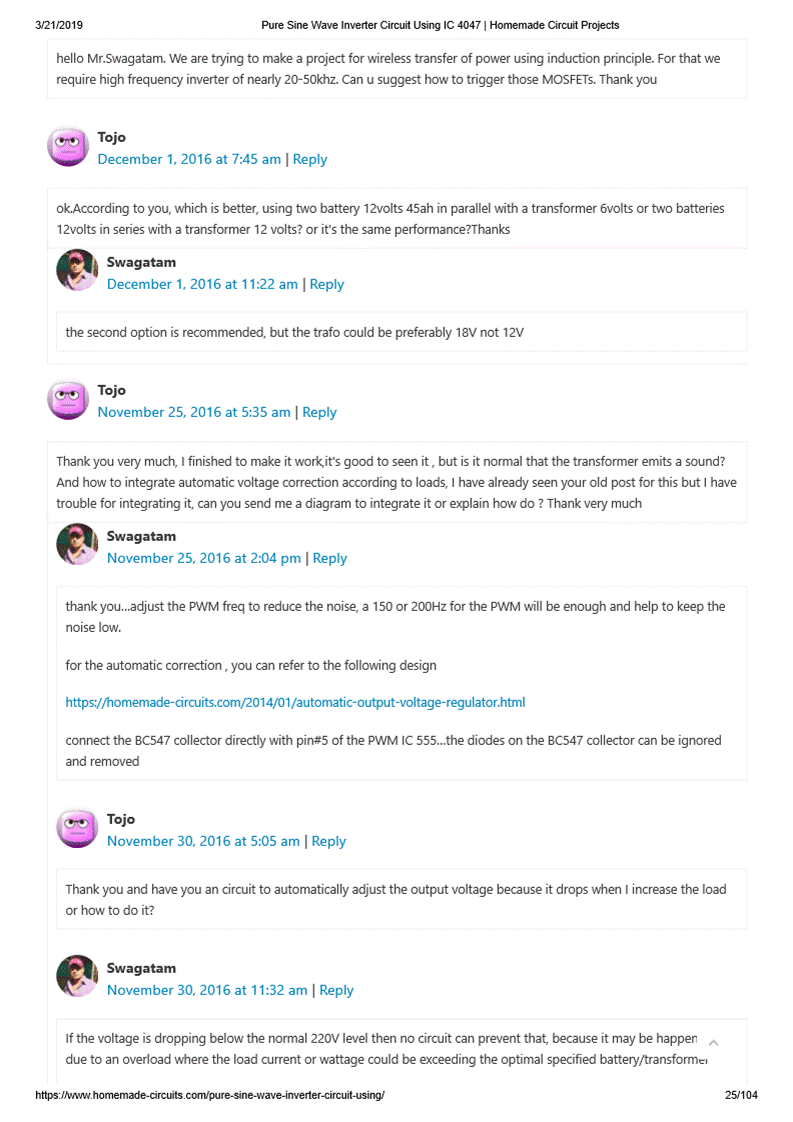 3/21/2019 Pure Sine Wave Inverter Circuit Using IC 4047 | Homemade Circuit Projects
hello Mr.Swagatam. We are trying to make a project for wireless transfer of power using induction principle. For that we
require high frequency inverter of nearly 20-50khz. Can u suggest how to trigger those MOSFETs. Thank you
Tojo
December 1, 2016 at 7:45 am | Reply
ok.According to you, which is better, using two battery 12volts 45ah in parallel with a transformer 6volts or two batteries
12volts in series with a transformer 12 volts? or it's the same performance?Thanks
Swagatam
December 1, 2016 at 11:22 am | Reply
the second option is recommended, but the trafo could be preferably 18V not 12V
Tojo
November 25, 2016 at 5:35 am | Reply
Thank you very much, I finished to make it work,it's good to seen it , but is it normal that the transformer emits a sound?
And how to integrate automatic voltage correction according to loads, I have already seen your old post for this but I have
trouble for integrating it, can you send me a diagram to integrate it or explain how do ? Thank very much
Swagatam
November 25, 2016 at 2:04 pm | Reply
thank you...adjust the PWM freq to reduce the noise, a 150 or 200Hz for the PWM will be enough and help to keep the
noise low.
for the automatic correction , you can refer to the following design
https://homemade-circuits.com/2014/01/automatic-output-voltage-regulator.html
connect the BC547 collector directly with pin#5 of the PWM IC 555...the diodes on the BC547 collector can be ignored
and removed
Tojo
November 30, 2016 at 5:05 am | Reply
Thank you and have you an circuit to automatically adjust the output voltage because it drops when I increase the load
or how to do it?
Swagatam
November 30, 2016 at 11:32 am | Reply
If the voltage is dropping below the normal 220V level then no circuit can prevent that, because it may be happen
due to an overload where the load current or wattage could be exceeding the optimal specified battery/transformer
https://www.homemade-circuits.com/pure-sine-wave-inverter-circuit-using/ 25/104